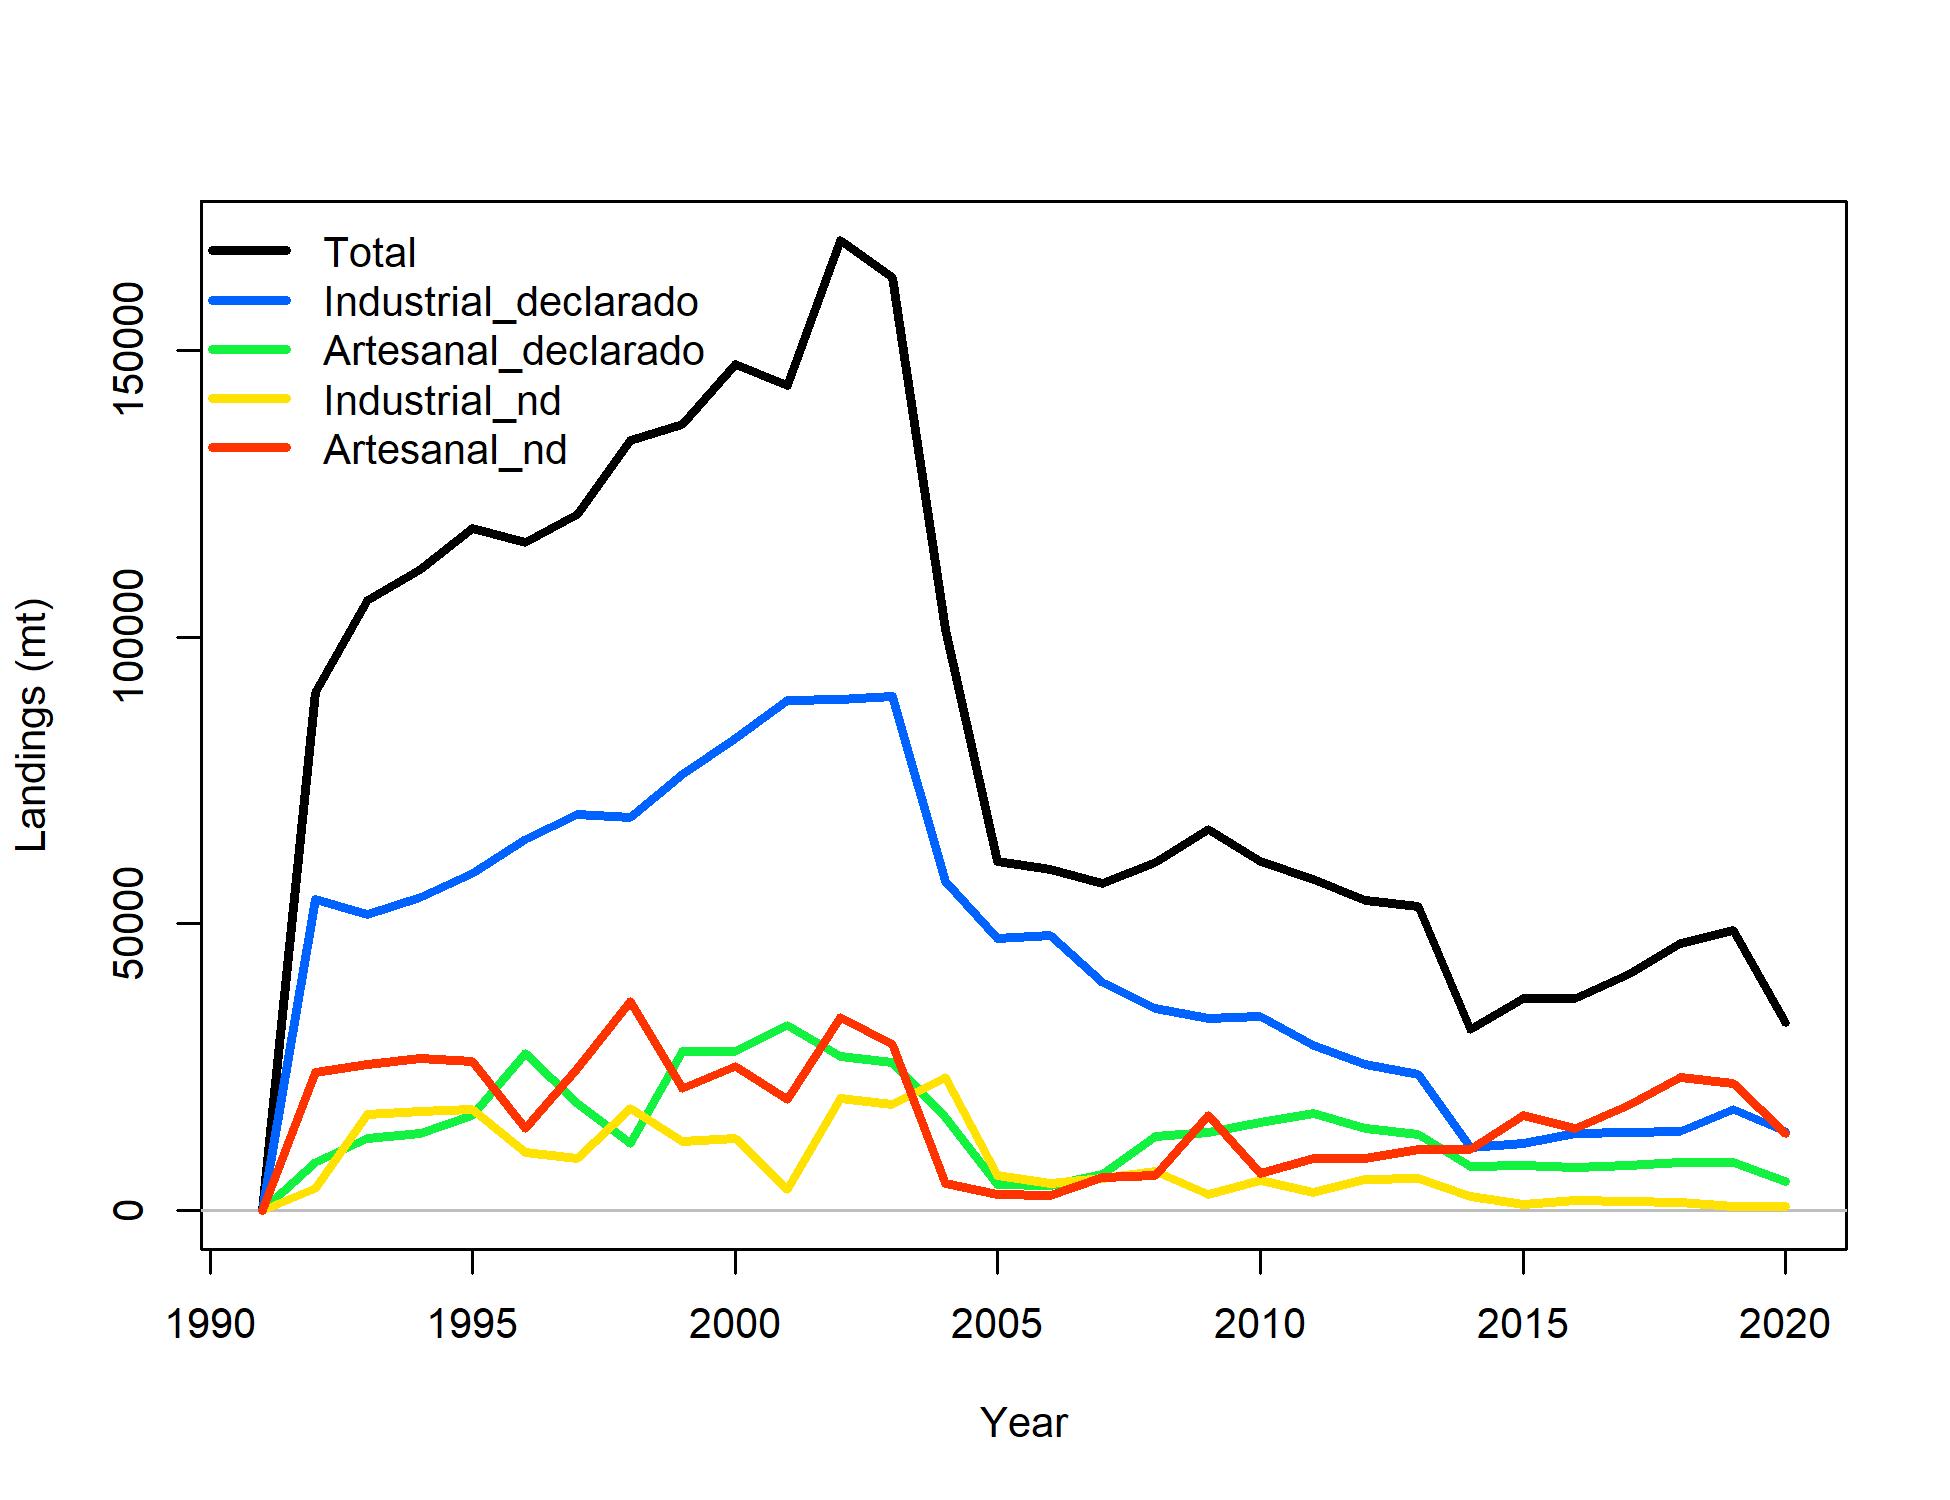 Total
Industrial_declarado
Artesanal_declarado
Industrial_nd
Artesanal_nd
Landings (mt)
150000
100000
50000
0
1990 1995 2000 2005 2010 2015 2020
Year